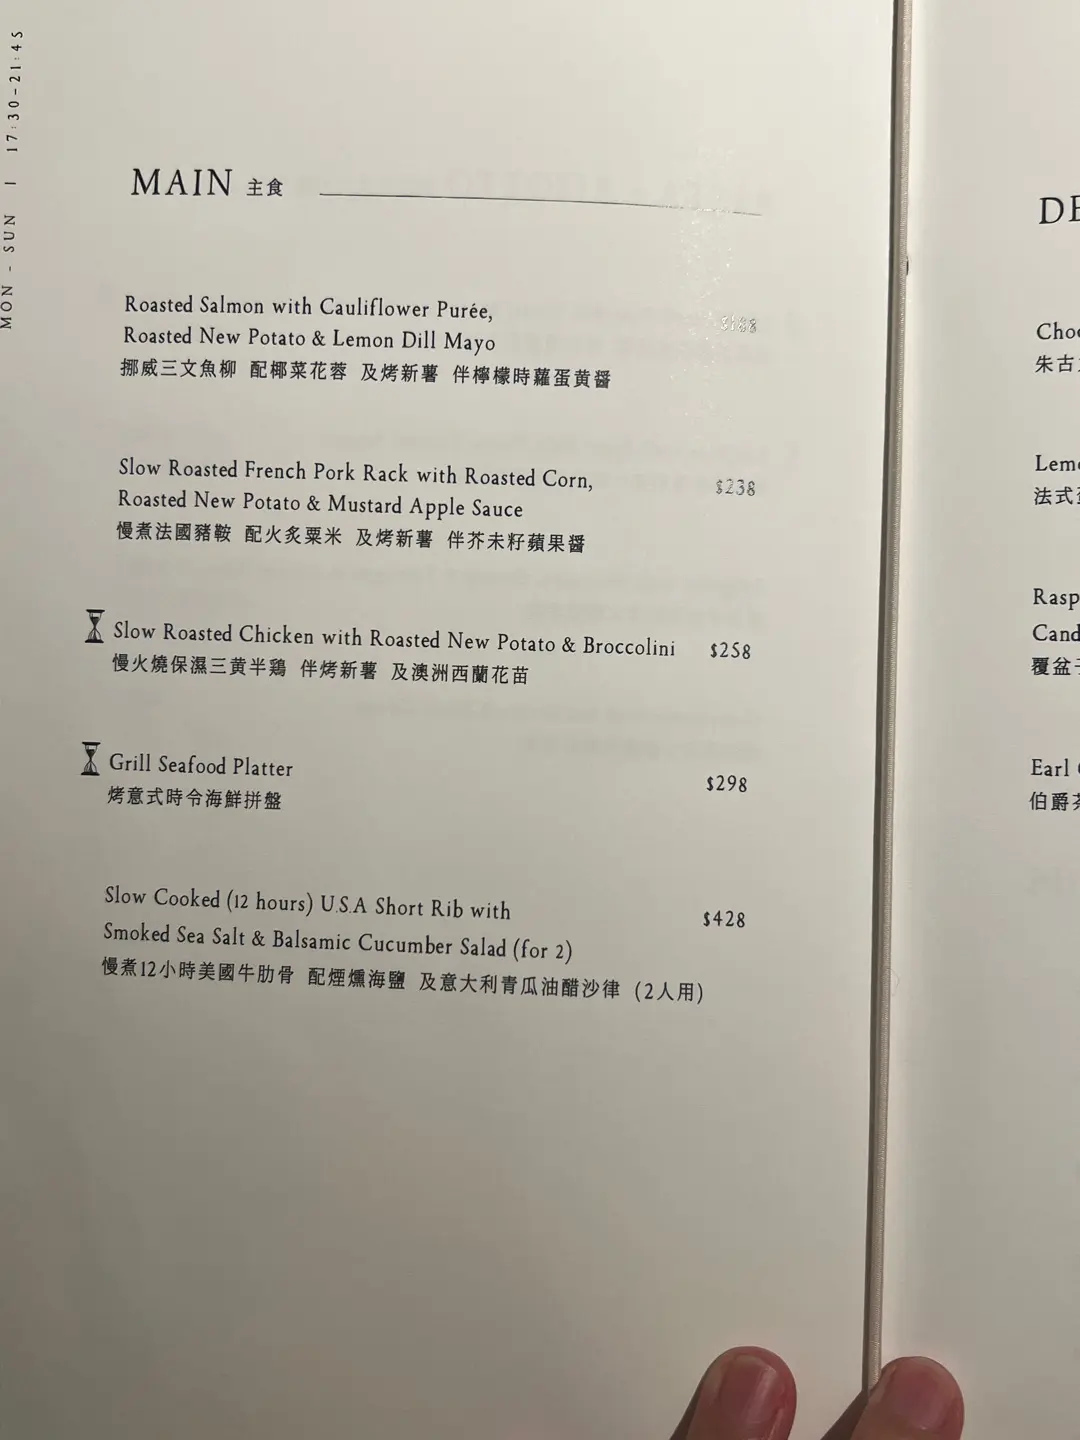 MON - SUN | 17:30-21:45
MAIN 主食
Roasted Salmon with Cauliflower Purée,
Roasted New Potato & Lemon Dill Mayo
$188
挪威三文魚柳 配椰菜花蓉 及烤新薯 伴檸檬時蘿蛋黄醬
Slow Roasted French Pork Rack with Roasted Corn,
Roasted New Potato & Mustard Apple Sauce
$238
慢煮法國豬鞍 配火炙粟米 及烤新薯 伴芥未籽蘋果醬
Slow Roasted Chicken with Roasted New Potato & Broccolini $258
慢火燒保濕三黄半鷄 伴烤新薯 及澳洲西蘭花苗
Grill Seafood Platter
$298
烤意式時令海鮮拼盤
Slow Cooked (12 hours) U.S.A Short Rib with
$428
Smoked Sea Salt & Balsamic Cucumber Salad (for 2)
慢煮12小時美國牛肋骨 配煙燻海鹽 及意大利青瓜油醋沙律 (2人用)
DE
Cho
朱古
Lem
法式
Rasp
Cand
覆盆
Earl
伯爵